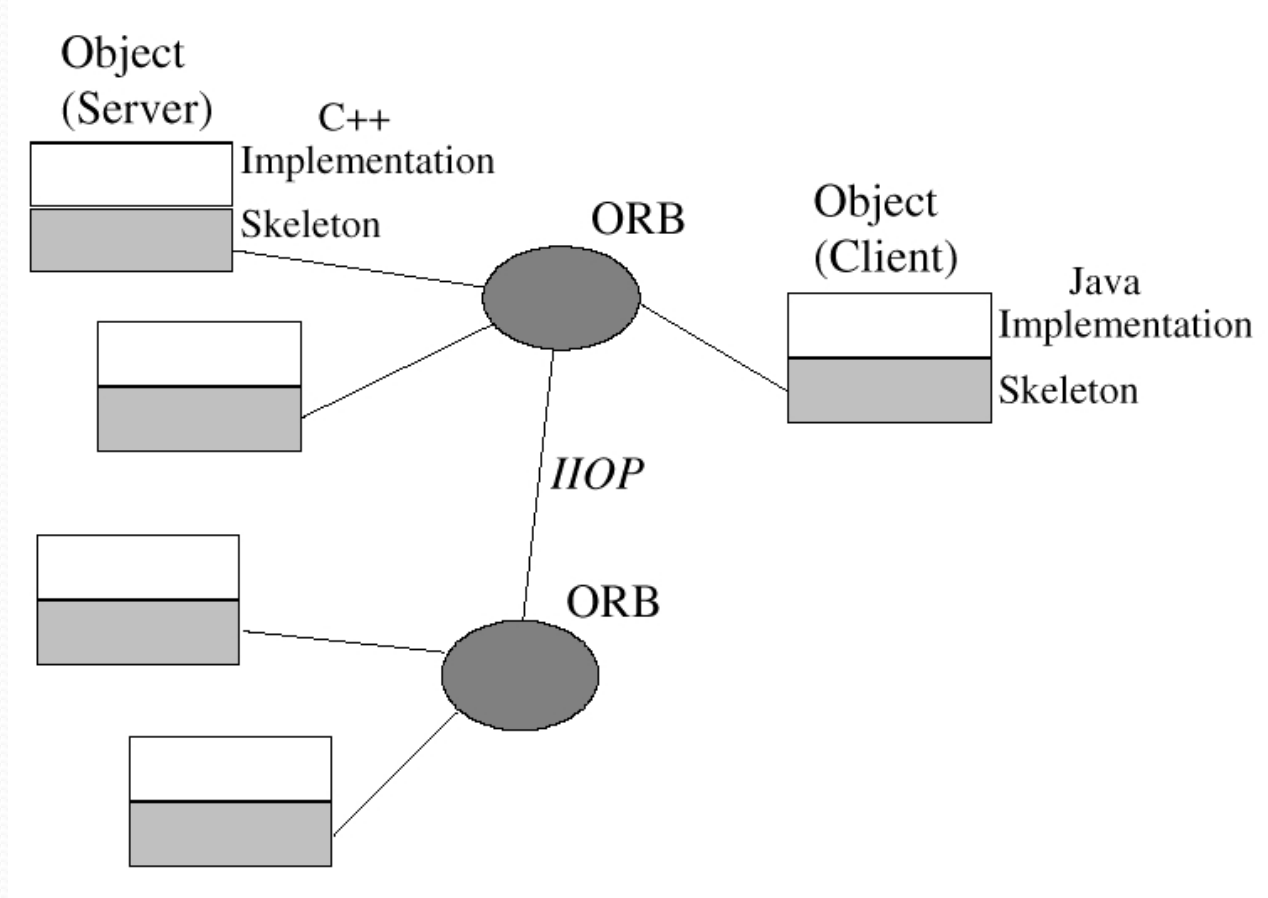 Object
(Server)
C++
Implementation
Skeleton
ORB
Object
(Client)
Java
Implementation
Skeleton
IIOP
ORB